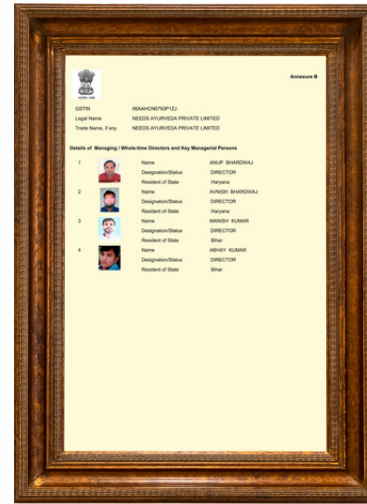 Annexure B
GSTIN 06AAHCN6793P1ZJ
Legal Name NEEDS AYURVEDA PRIVATE LIMITED
Trade Name, if any NEEDS AYURVEDA PRIVATE LIMITED
Details of Managing / Whole-time Directors and Key Managerial Persons
1 Name ANUP BHARDWAJ
Designation/Status DIRECTOR
Resident of State Haryana
2 Name AVNISH BHARDWAJ
Designation/Status DIRECTOR
Resident of State Haryana
3 Name MANISH KUMAR
Designation/Status DIRECTOR
Resident of State Bihar
4 Name ABHAY KUMAR
Designation/Status DIRECTOR
Resident of State Bihar